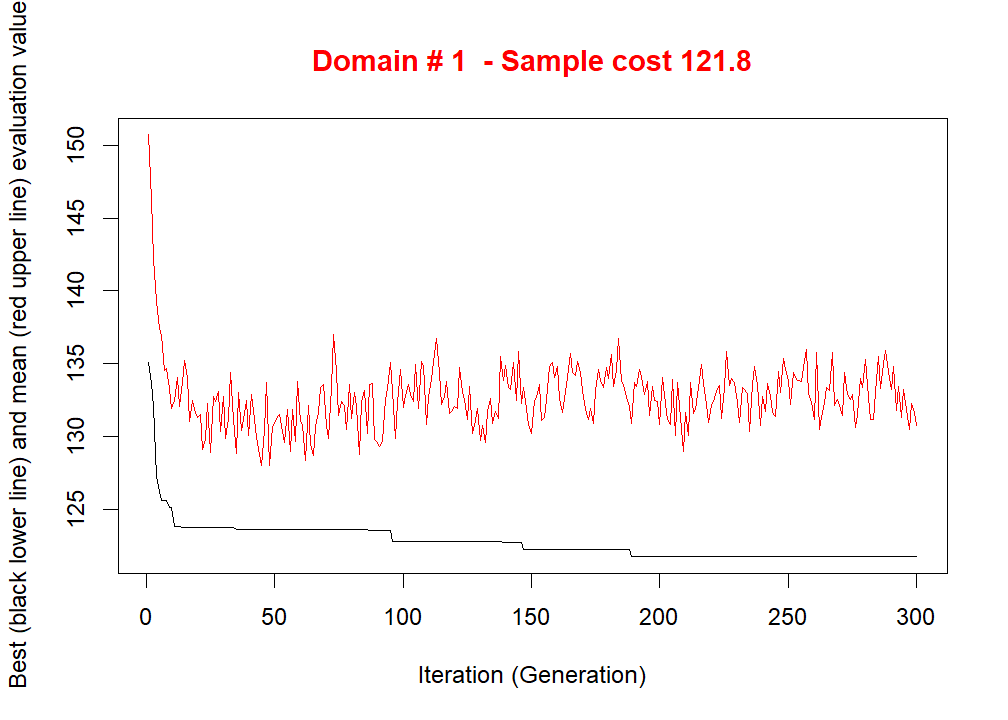 Domain # 1  - Sample cost 121.8
Best (black lower line) and mean (red upper line) evaluation value
150
145
140
135
130
125
0 50 100 150 200 250 300
Iteration (Generation)